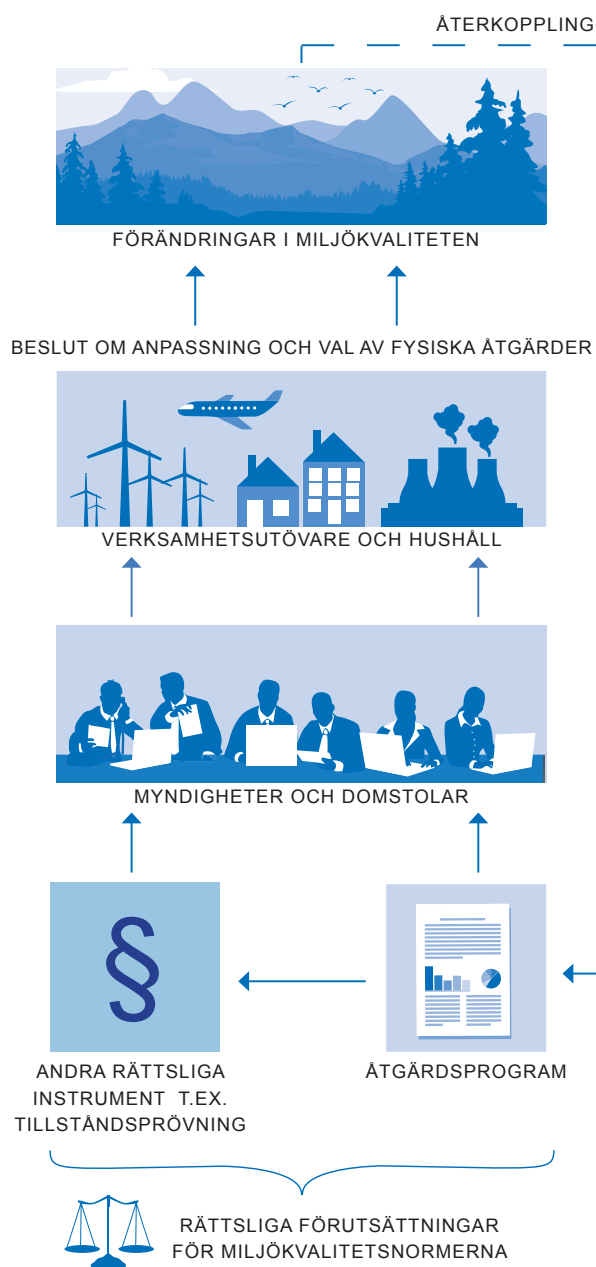 ÅTERKOPPLING
FÖRÄNDRINGAR I MILJÖKVALITETEN
BESLUT OM ANPASSNING OCH VAL AV FYSISKA ÅTGÄRDER
VERKSAMHETSUTÖVARE OCH HUSHÅLL
MYNDIGHETER OCH DOMSTOLAR
§
ANDRA RÄTTSLIGA
INSTRUMENT T.EX.
TILLSTÅNDSPRÖVNING
ÅTGÄRDSPROGRAM
RÄTTSLIGA FÖRUTSÄTTNINGAR
FÖR MILJÖKVALITETSNORMERNA